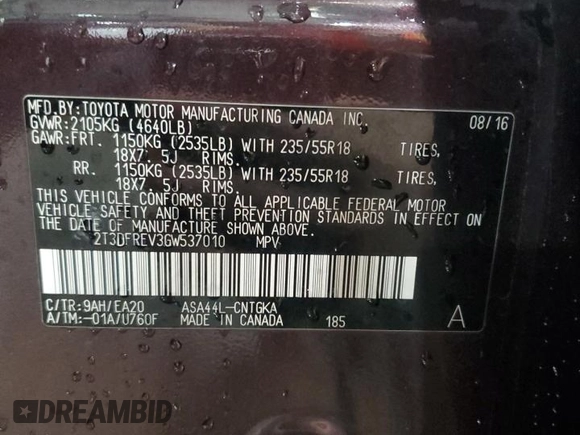 MFD.BY:TOYOTA MOTOR MANUFACTURING CANADA INC. 08/16
GVWR:2105KG (4640LB)
GAWR:FRT. 1150KG (2535LB) WITH 235/55R18 TIRES,
18X7. 5J RIMS.
RR. 1150KG (2535LB) WITH 235/55R18 TIRES,
18X7. 5J RIMS.
THIS VEHICLE CONFORMS TO ALL APPLICABLE FEDERAL MOTOR
VEHICLE SAFETY AND THEFT PREVENTION STANDARDS IN EFFECT ON
THE DATE OF MANUFACTURE SHOWN ABOVE.
2T3DFREV3GW537010 MPV
C/TR:9AH/EA20 ASA44L-CNTGKA
A/TM:-01A/U760F MADE IN CANADA 185 A
DREAMBID